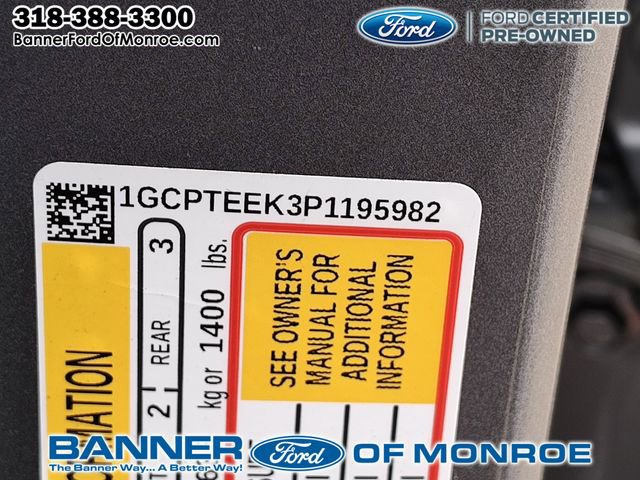 318-388-3300
BannerFordOfMonroe.com
Ford
FORD CERTIFIED
PRE-OWNED
1GCPTEEK3P1195982
REAR 3
2
kg or 1400 lbs.
SEE OWNER'S
MANUAL FOR
ADDITIONAL
INFORMATION
BANNER Ford OF MONROE
The Banner Way... A Better Way!